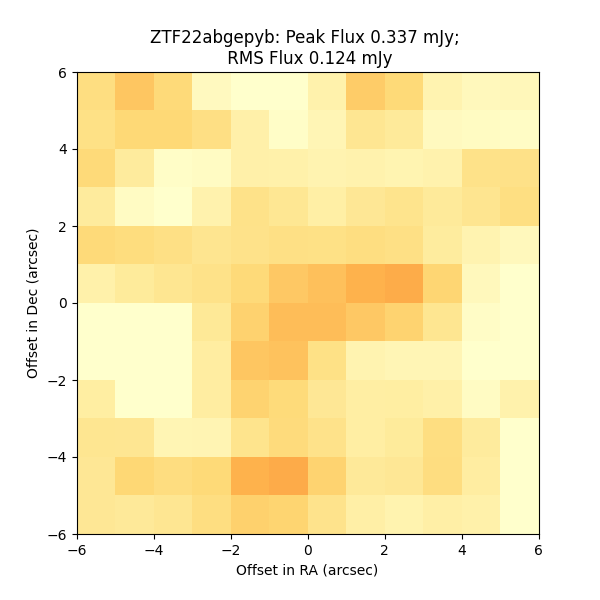 ZTF22abgepyb: Peak Flux 0.337 mJy;
RMS Flux 0.124 mJy
6
4
2
0
−2
−4
−6
Offset in Dec (arcsec)
−6 −4 −2 0 2 4 6
Offset in RA (arcsec)